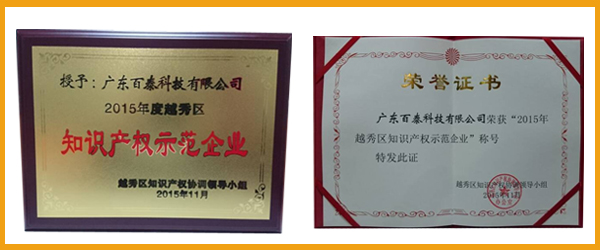 授予：广东百泰科技有限公司
2015年度越秀区
知识产权示范企业
越秀区知识产权协调领导小组
2015年11月
荣誉证书
广东百泰科技有限公司荣获“2015年
越秀区知识产权示范企业”称号
特发此证
越秀区知识产权协调领导小组